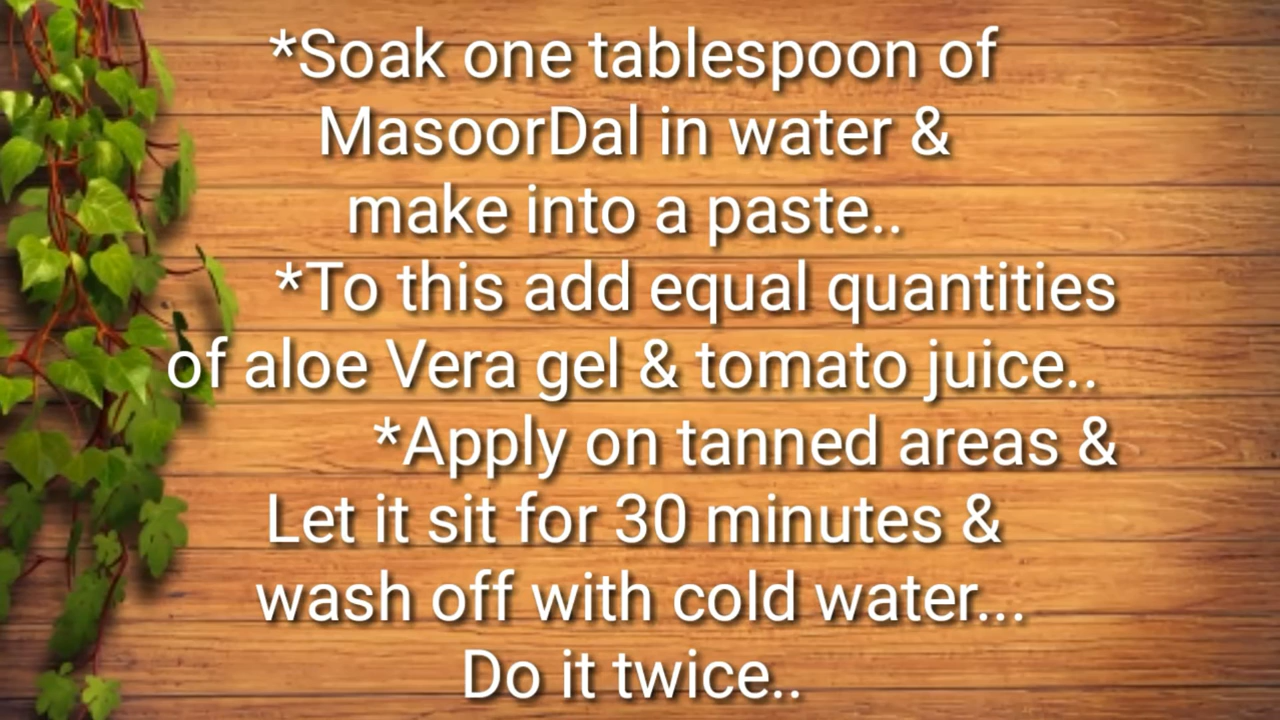 *Soak one tablespoon of
MasoorDal in water &
make into a paste..
*To this add equal quantities
of aloe Vera gel & tomato juice..
*Apply on tanned areas &
Let it sit for 30 minutes &
wash off with cold water...
Do it twice..